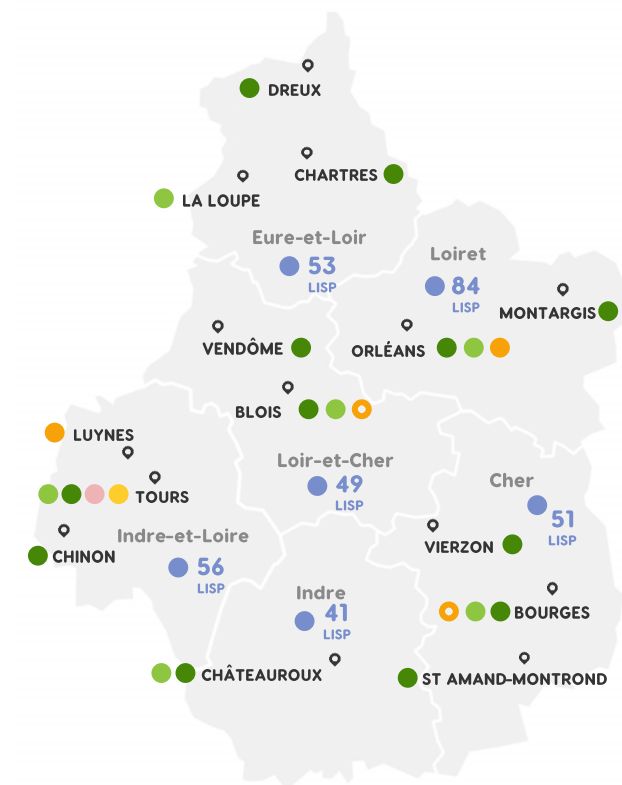 DREUX
CHARTRES
LA LOUPE
Eure-et-Loir
53
LISP
Loiret
84
LISP
MONTARGIS
VENDÔME
ORLÉANS
BLOIS
LUYNES
Loir-et-Cher
49
LISP
Cher
51
LISP
TOURS
Indre-et-Loire
56
LISP
VIERZON
CHINON
Indre
41
LISP
BOURGES
CHÂTEAUROUX
ST AMAND-MONTROND